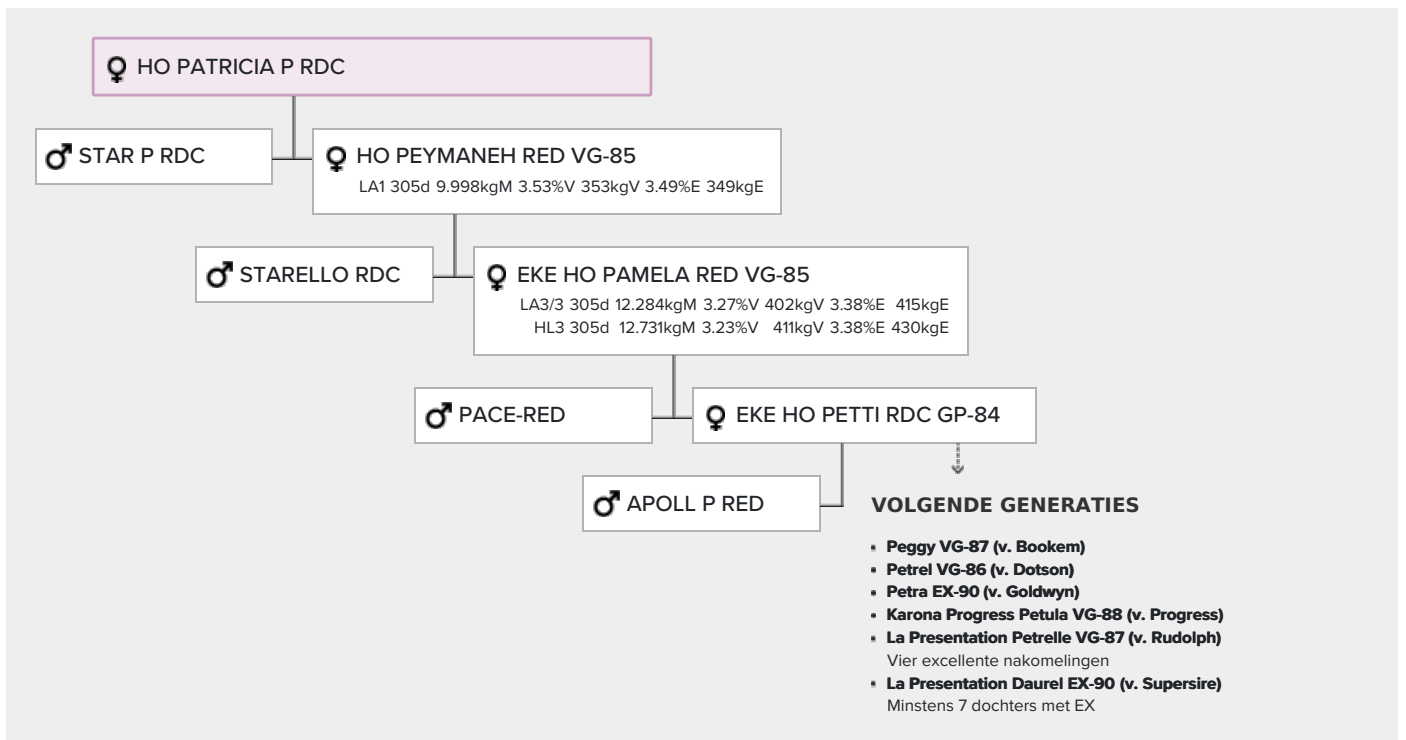 HO PATRICIA P RDC
STAR P RDC
HO PEYMANEH RED VG-85
LA1 305d 9.998kgM 3.53%V 353kgV 3.49%E 349kgE
STARELLO RDC
EKE HO PAMELA RED VG-85
LA3/3 305d 12.284kgM 3.27%V 402kgV 3.38%E 415kgE
HL3 305d 12.731kgM 3.23%V 411kgV 3.38%E 430kgE
PACE-RED
EKE HO PETTI RDC GP-84
APOLL P RED
VOLGENDE GENERATIES
Peggy VG-87 (v. Bookem)
Petrel VG-86 (v. Dotson)
Petra EX-90 (v. Goldwyn)
Karona Progress Petula VG-88 (v. Progress)
La Presentation Petrelle VG-87 (v. Rudolph)
Vier excellente nakomelingen
La Presentation Daurel EX-90 (v. Supersire)
Minstens 7 dochters met EX